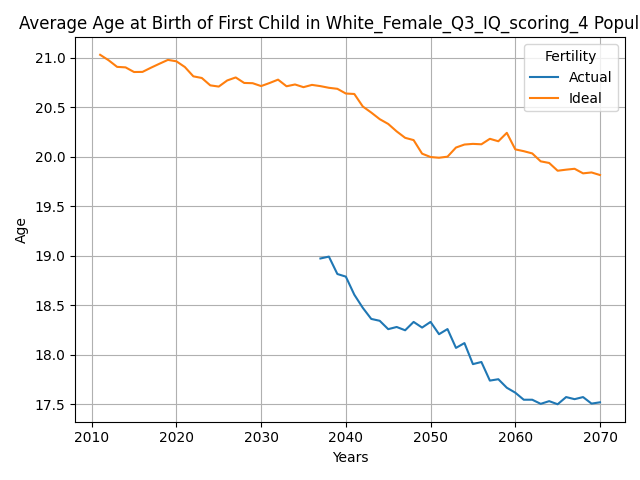 Average Age at Birth of First Child in White_Female_Q3_IQ_scoring_4 Popul
Fertility
Actual
Ideal
21.0
20.5
20.0
19.5
19.0
18.5
18.0
17.5
Age
2010 2020 2030 2040 2050 2060 2070
Years